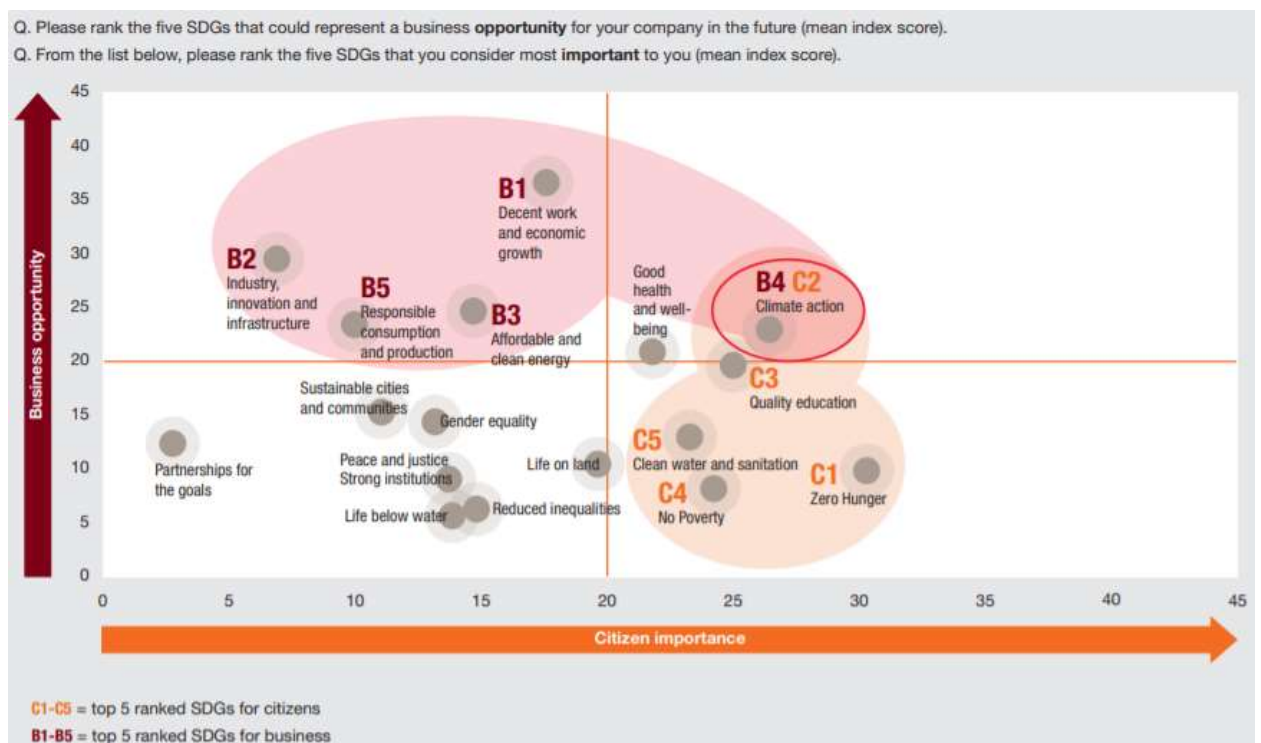 Q. Please rank the five SDGs that could represent a business opportunity for your company in the future (mean index score).
Q. From the list below, please rank the five SDGs that you consider most important to you (mean index score).
45
40
35
30
25
20
15
10
5
0
Business opportunity
B1
Decent work
and economic
growth
B2
Industry,
innovation and
infrastructure
B5
Responsible
consumption
and production
B3
Affordable and
clean energy
Good
health
and well-
being
B4 C2
Climate action
C3
Quality education
Sustainable cities
and communities
Gender equality
Partnerships for
the goals
Peace and justice
Strong institutions
Life on land
C5
Clean water and sanitation
C4
No Poverty
C1
Zero Hunger
Life below water
Reduced inequalities
0 5 10 15 20 25 30 35 40 45
Citizen importance
C1-C5 = top 5 ranked SDGs for citizens
B1-B5 = top 5 ranked SDGs for business